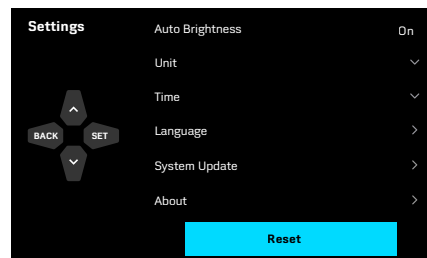 Settings
Auto Brightness On
Unit
Time
BACK SET
Language
System Update
About
Reset